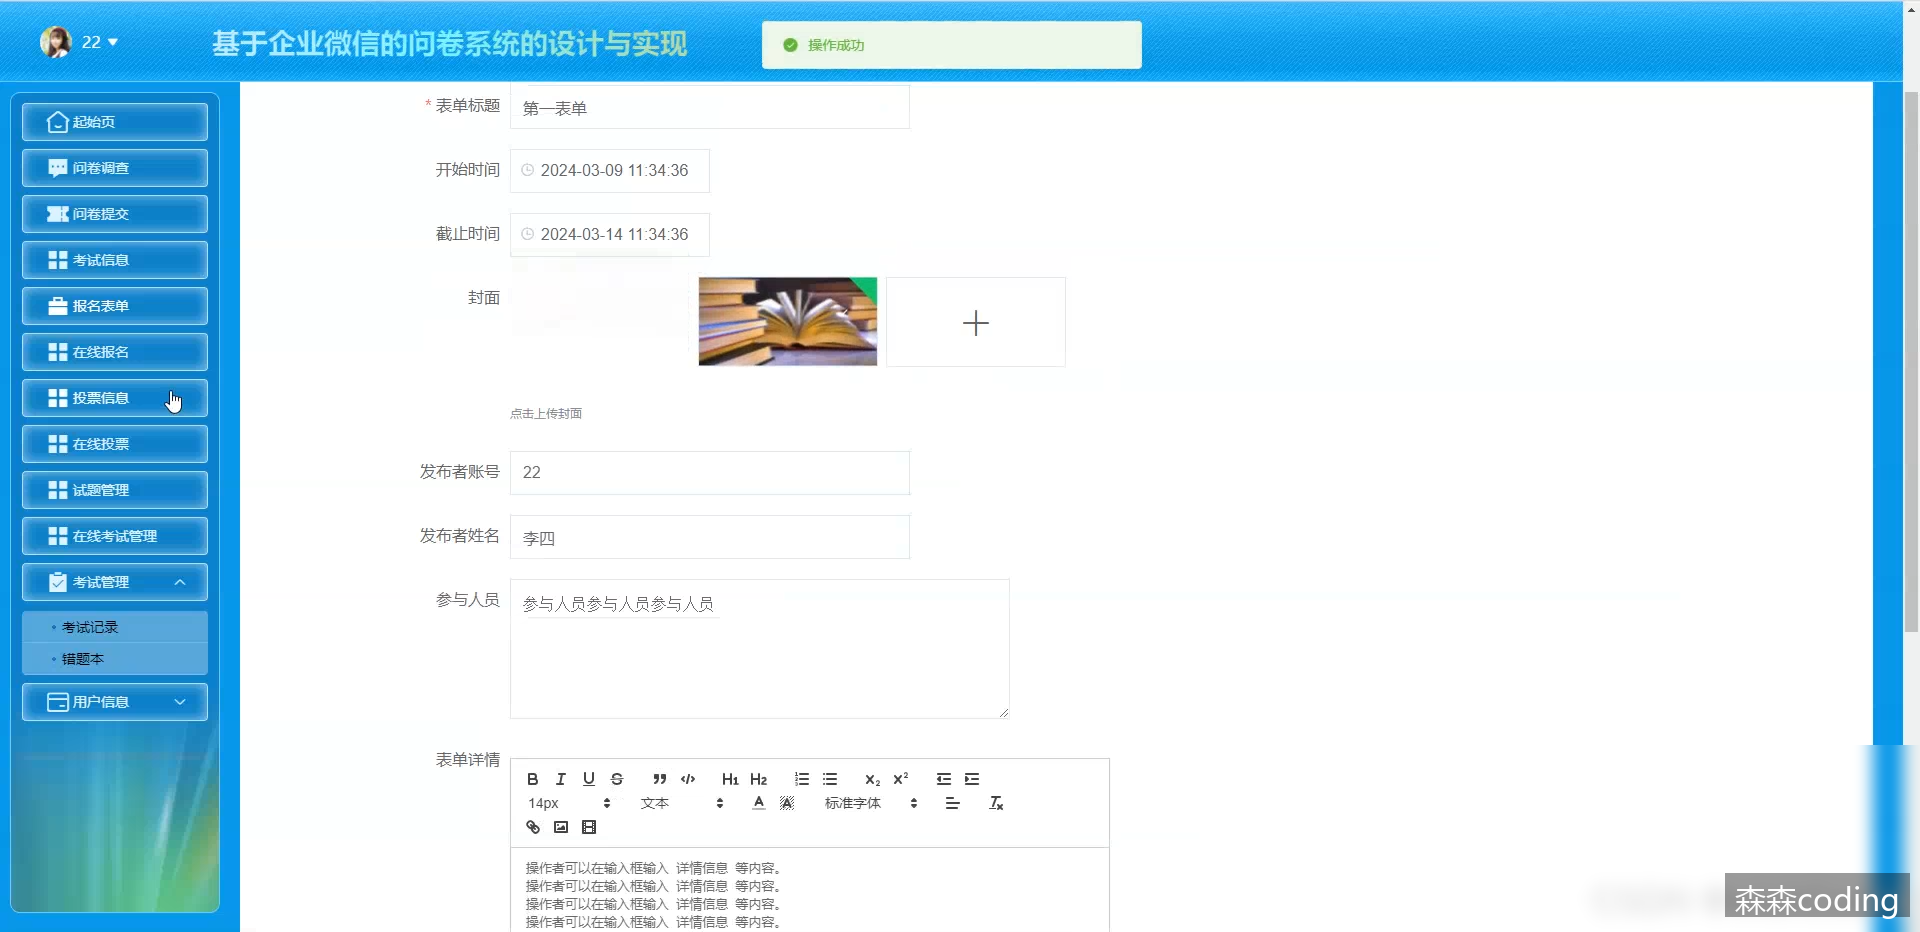 22
基于企业微信的问卷系统的设计与实现
操作成功
起始页
问卷调查
问卷提交
考试信息
报名表单
在线报名
投票信息
在线投票
试题管理
在线考试管理
考试管理
考试记录
错题本
用户信息
* 表单标题
第一表单
开始时间
2024-03-09 11:34:36
截止时间
2024-03-14 11:34:36
封面
点击上传封面
发布者账号
22
发布者姓名
李四
参与人员
参与人员参与人员参与人员
表单详情
B I U S H1 H2 X2 X2
14px 文本 A A 标准字体 Tx
操作者可以在输入框输入 详情信息 等内容。
操作者可以在输入框输入 详情信息 等内容。
操作者可以在输入框输入 详情信息 等内容。
操作者可以在输入框输入 详情信息 等内容。
森森coding